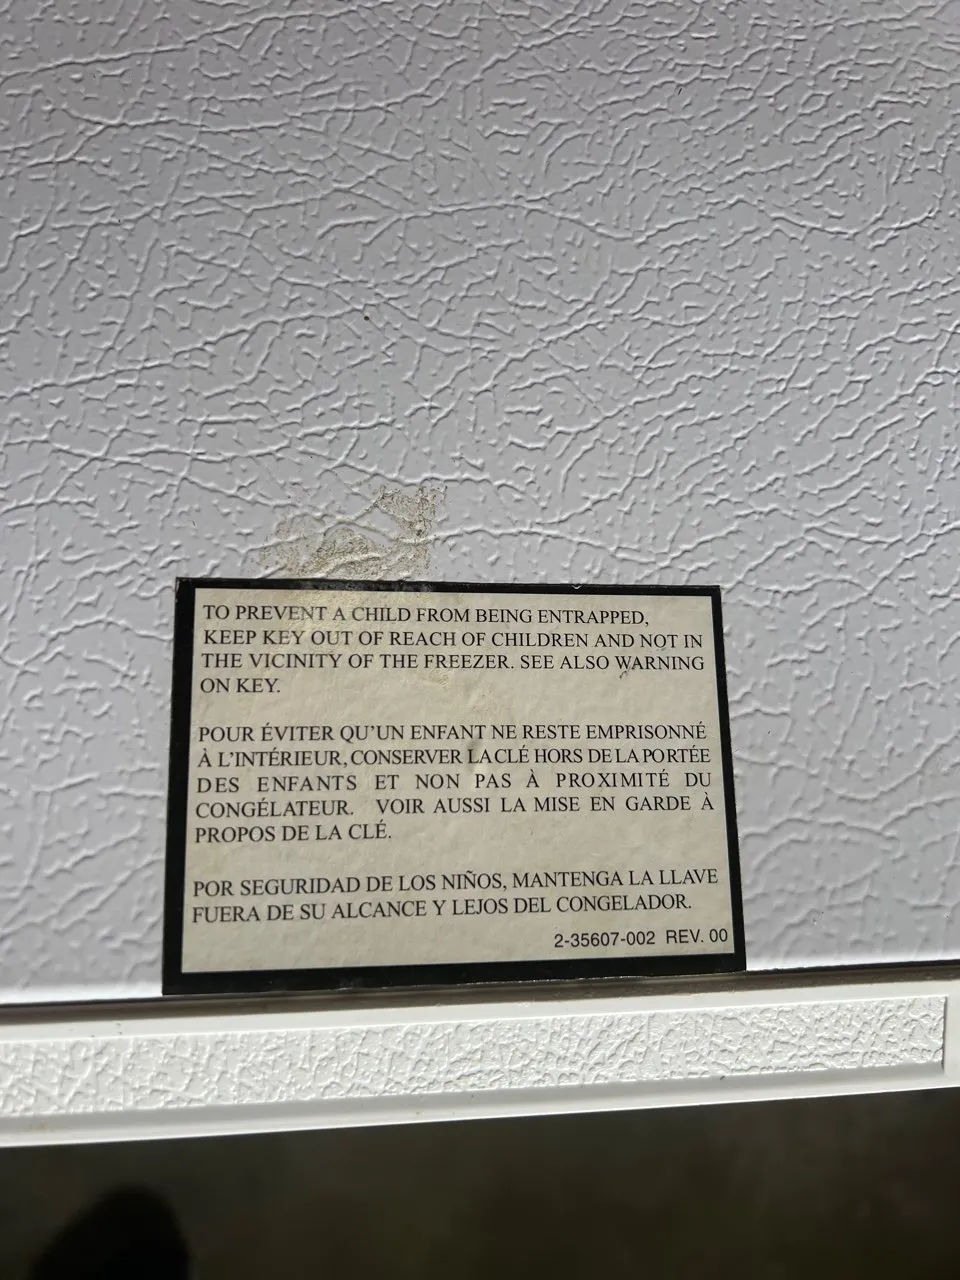 TO PREVENT A CHILD FROM BEING ENTRAPPED,
KEEP KEY OUT OF REACH OF CHILDREN AND NOT IN
THE VICINITY OF THE FREEZER. SEE ALSO WARNING
ON KEY.
POUR ÉVITER QU'UN ENFANT NE RESTE EMPRISONNÉ
À L'INTÉRIEUR, CONSERVER LA CLÉ HORS DE LA PORTÉE
DES ENFANTS ET NON PAS À PROXIMITÉ DU
CONGÉLATEUR. VOIR AUSSI LA MISE EN GARDE À
PROPOS DE LA CLÉ.
POR SEGURIDAD DE LOS NIÑOS, MANTENGA LA LLAVE
FUERA DE SU ALCANCE Y LEJOS DEL CONGELADOR.
2-35607-002 REV. 00